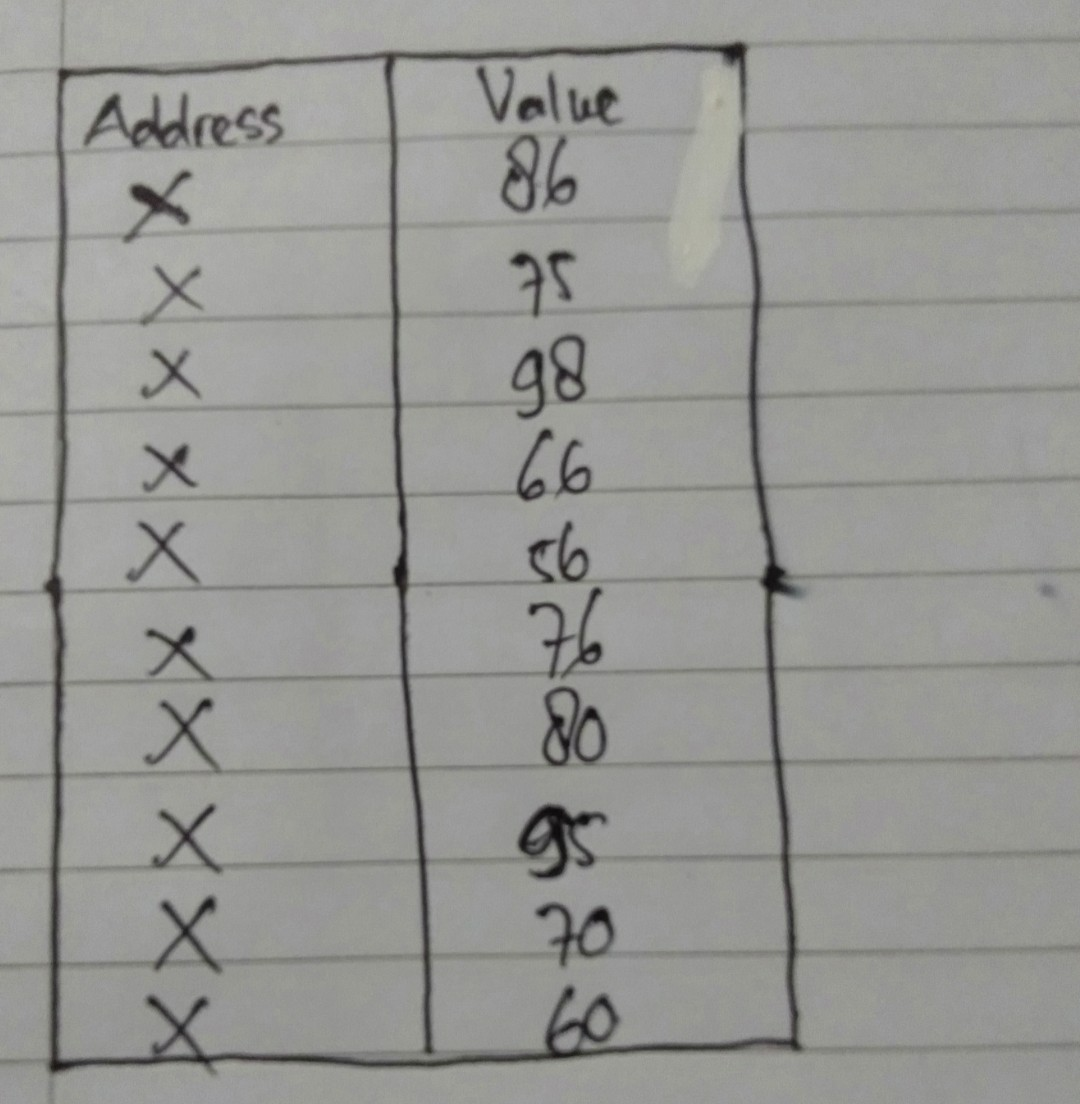 Address Value
X 86
X 75
X 98
X 66
X 56
X 76
X 80
X 95
X 70
X 60